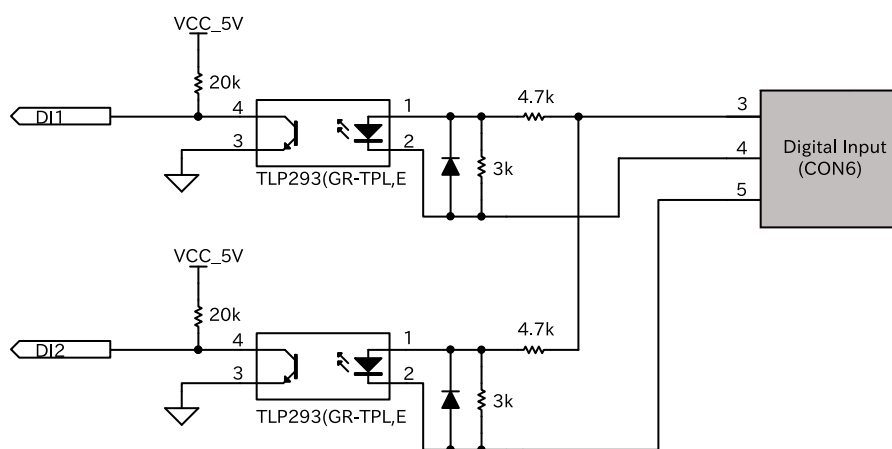 VCC_5V
20k
4.7k
DI1
4
1
3
3
2
4
Digital Input
(CON6)
3k
5
TLP293(GR-TPL,E
VCC_5V
20k
4.7k
DI2
4
1
3
2
3k
TLP293(GR-TPL,E